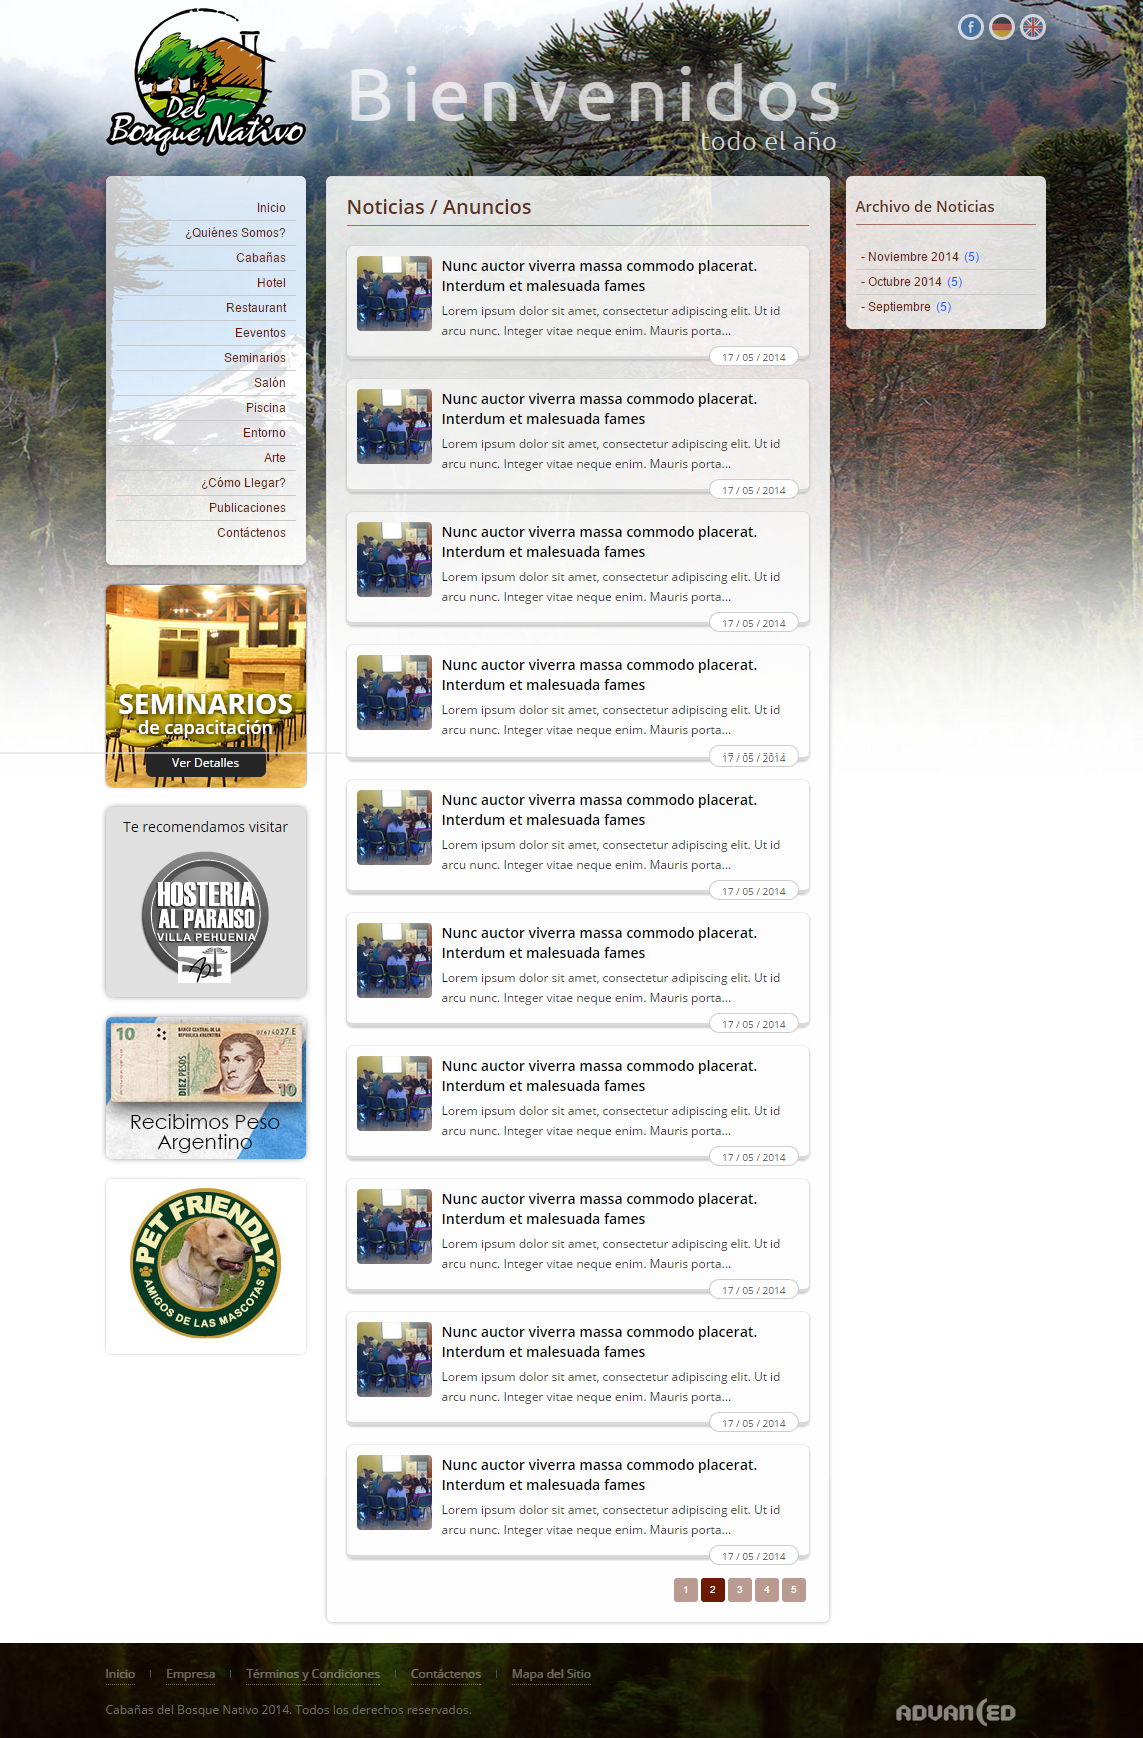 Del
Bosque Nativo
Bienvenidos
todo el año
Inicio
¿Quiénes Somos?
Cabañas
Hotel
Restaurant
Eeventos
Seminarios
Salón
Piscina
Entorno
Arte
¿Cómo Llegar?
Publicaciones
Contáctenos
SEMINARIOS
de capacitación
Ver Detalles
Te recomendamos visitar
HOSTERIA
AL PARAISO
VILLA PEHUENIA
10
BANCO CENTRAL DE LA
REPUBLICA ARGENTINA
DIEZ PESOS
10
Recibimos Peso
Argentino
PET FRIENDLY
AMIGOS DE LAS MASCOTAS
Noticias / Anuncios
Nunc auctor viverra massa commodo placerat.
Interdum et malesuada fames
Lorem ipsum dolor sit amet, consectetur adipiscing elit. Ut id
arcu nunc. Integer vitae neque enim. Mauris porta...
17 / 05 / 2014
Nunc auctor viverra massa commodo placerat.
Interdum et malesuada fames
Lorem ipsum dolor sit amet, consectetur adipiscing elit. Ut id
arcu nunc. Integer vitae neque enim. Mauris porta...
17 / 05 / 2014
Nunc auctor viverra massa commodo placerat.
Interdum et malesuada fames
Lorem ipsum dolor sit amet, consectetur adipiscing elit. Ut id
arcu nunc. Integer vitae neque enim. Mauris porta...
17 / 05 / 2014
Nunc auctor viverra massa commodo placerat.
Interdum et malesuada fames
Lorem ipsum dolor sit amet, consectetur adipiscing elit. Ut id
arcu nunc. Integer vitae neque enim. Mauris porta...
17 / 05 / 2014
Nunc auctor viverra massa commodo placerat.
Interdum et malesuada fames
Lorem ipsum dolor sit amet, consectetur adipiscing elit. Ut id
arcu nunc. Integer vitae neque enim. Mauris porta...
17 / 05 / 2014
Nunc auctor viverra massa commodo placerat.
Interdum et malesuada fames
Lorem ipsum dolor sit amet, consectetur adipiscing elit. Ut id
arcu nunc. Integer vitae neque enim. Mauris porta...
17 / 05 / 2014
Nunc auctor viverra massa commodo placerat.
Interdum et malesuada fames
Lorem ipsum dolor sit amet, consectetur adipiscing elit. Ut id
arcu nunc. Integer vitae neque enim. Mauris porta...
17 / 05 / 2014
Nunc auctor viverra massa commodo placerat.
Interdum et malesuada fames
Lorem ipsum dolor sit amet, consectetur adipiscing elit. Ut id
arcu nunc. Integer vitae neque enim. Mauris porta...
17 / 05 / 2014
Nunc auctor viverra massa commodo placerat.
Interdum et malesuada fames
Lorem ipsum dolor sit amet, consectetur adipiscing elit. Ut id
arcu nunc. Integer vitae neque enim. Mauris porta...
17 / 05 / 2014
Nunc auctor viverra massa commodo placerat.
Interdum et malesuada fames
Lorem ipsum dolor sit amet, consectetur adipiscing elit. Ut id
arcu nunc. Integer vitae neque enim. Mauris porta...
17 / 05 / 2014
1 2 3 4 5
Archivo de Noticias
- Noviembre 2014 (5)
- Octubre 2014 (5)
- Septiembre (5)
Inicio | Empresa | Términos y Condiciones | Contáctenos | Mapa del Sitio
Cabañas del Bosque Nativo 2014. Todos los derechos reservados.
ADVANCED